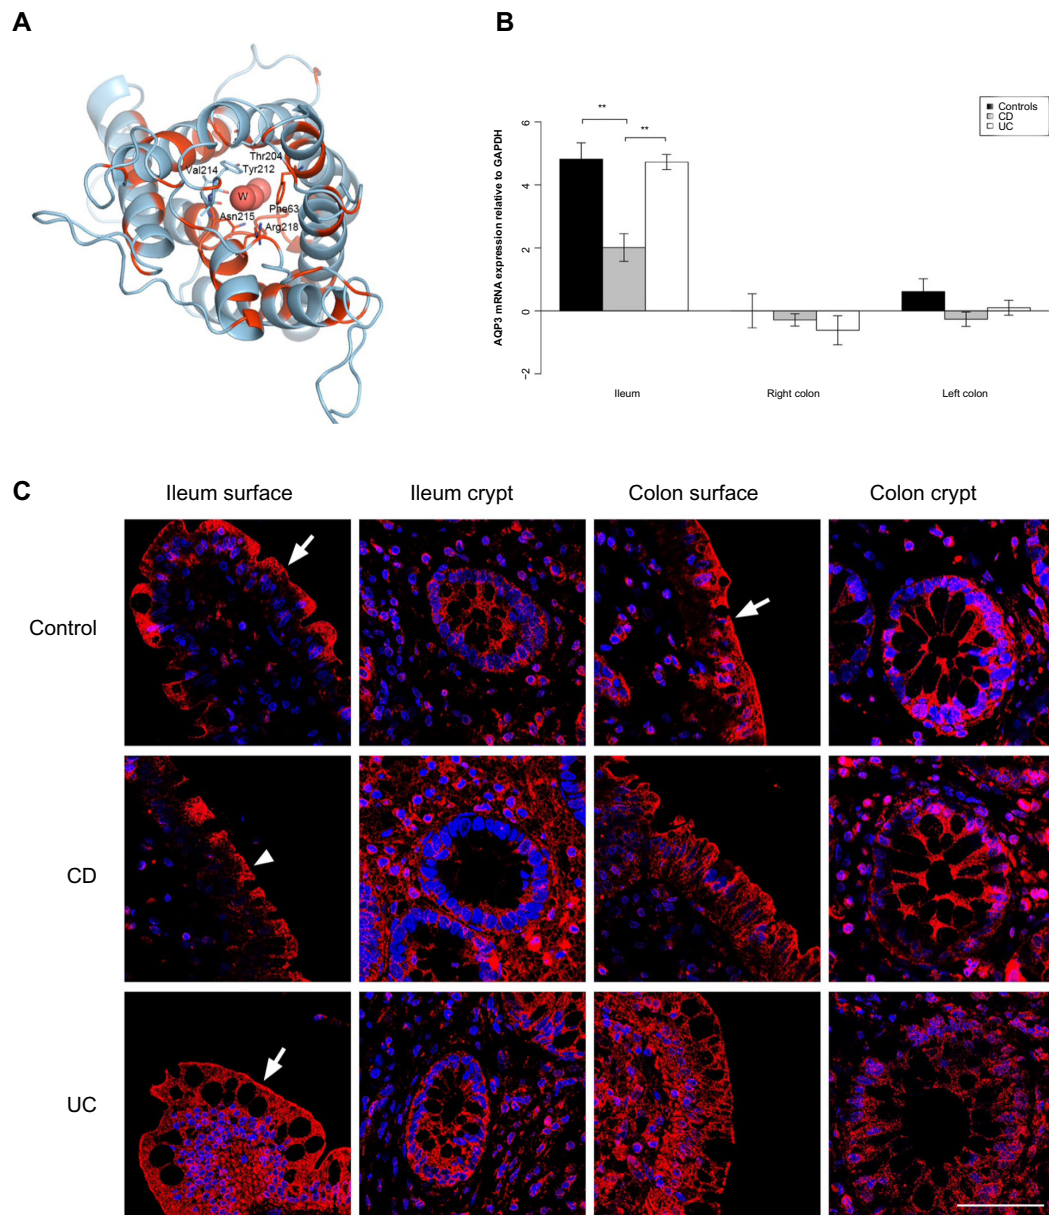 A
B
Thr204
Val214
Tyr212
W
Phe63
Asn215
Arg218
Controls
CD
UC
**
**
AQP3 mRNA expression relative to GAPDH
6
4
2
0
−2
Ileum
Right colon
Left colon
C
Ileum surface
Ileum crypt
Colon surface
Colon crypt
Control
CD
UC